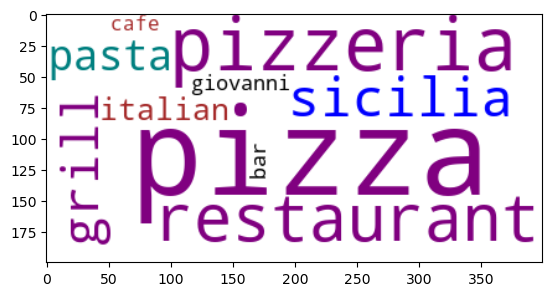 cafe
pizzeria
pasta
giovanni
sicilia
italian
grill
pizza
bar
restaurant
0
25
50
75
100
125
150
175
0 50 100 150 200 250 300 350